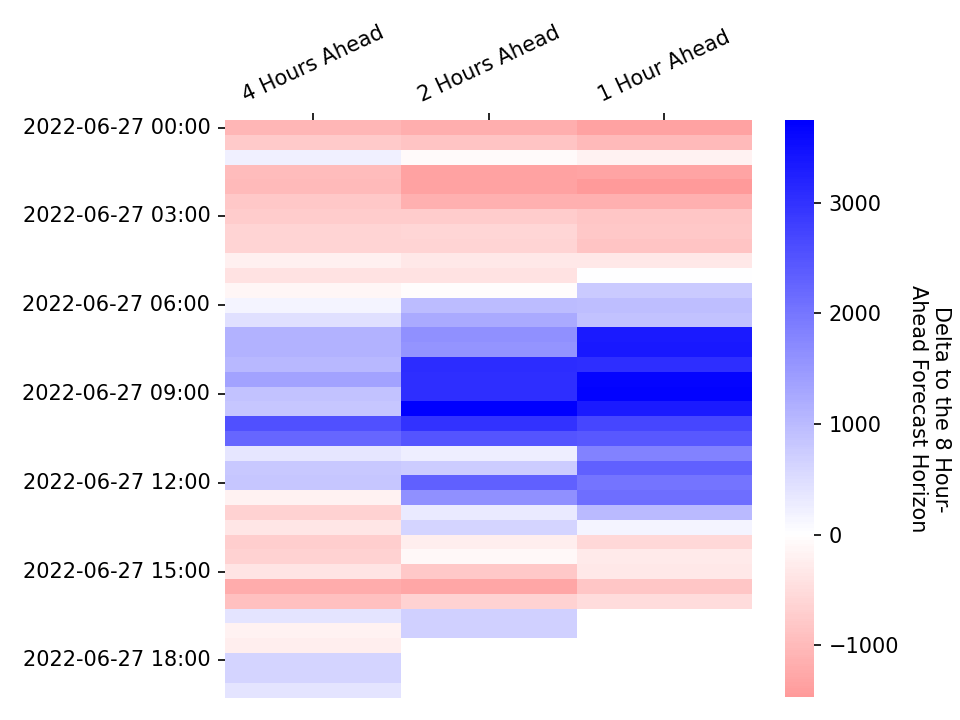 4 Hours Ahead
2 Hours Ahead
1 Hour Ahead
2022-06-27 00:00
2022-06-27 03:00
2022-06-27 06:00
2022-06-27 09:00
2022-06-27 12:00
2022-06-27 15:00
2022-06-27 18:00
3000
2000
1000
0
−1000
Delta to the 8 Hour-
Ahead Forecast Horizon